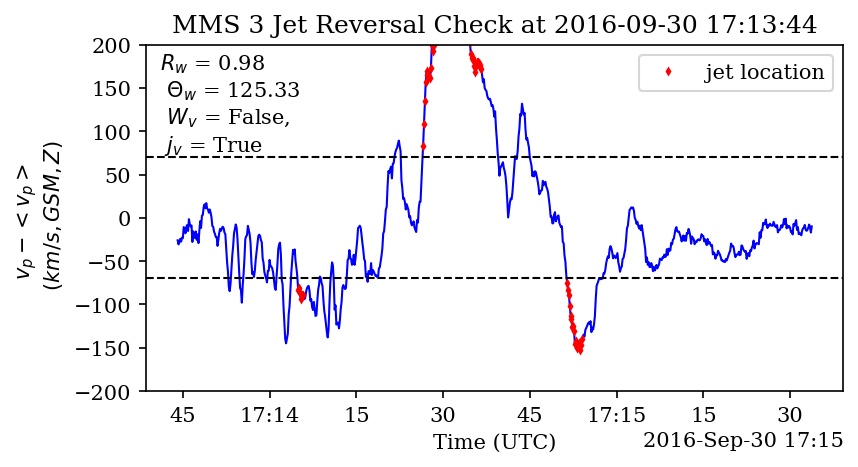 MMS 3 Jet Reversal Check at 2016-09-30 17:13:44
R_w = 0.98
Θ_w = 125.33
W_v = False,
j_v = True
jet location
v_p − < v_p >
(km/s, GSM, Z)
200
150
100
50
0
−50
−100
−150
−200
45 17:14 15 30 45 17:15 15 30
Time (UTC)
2016-Sep-30 17:15